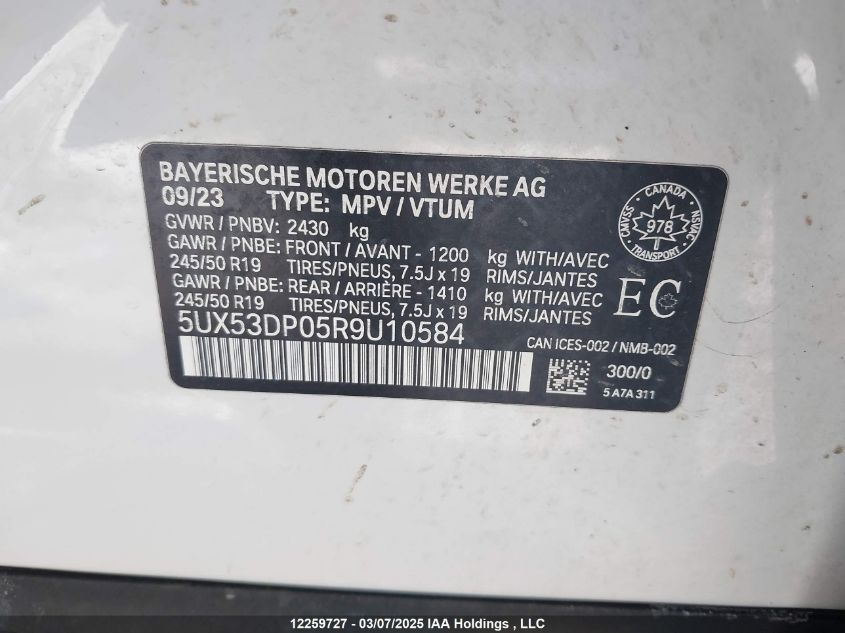 BAYERISCHE MOTOREN WERKE AG
09/23 TYPE: MPV / VTUM
GVWR / PNBV: 2430 kg
GAWR / PNBE: FRONT / AVANT - 1200 kg WITH/AVEC
245/50 R19 TIRES/PNEUS, 7.5J x 19 RIMS/JANTES
GAWR / PNBE: REAR / ARRIÈRE - 1410 kg WITH/AVEC
245/50 R19 TIRES/PNEUS, 7.5J x 19 RIMS/JANTES
5UX53DP05R9U10584
CANADA
CMVSS 978 NSVAC
TRANSPORT
EC
CAN ICES-002 / NMB-002
300/0
5 A7A 311
12259727 - 03/07/2025 IAA Holdings , LLC